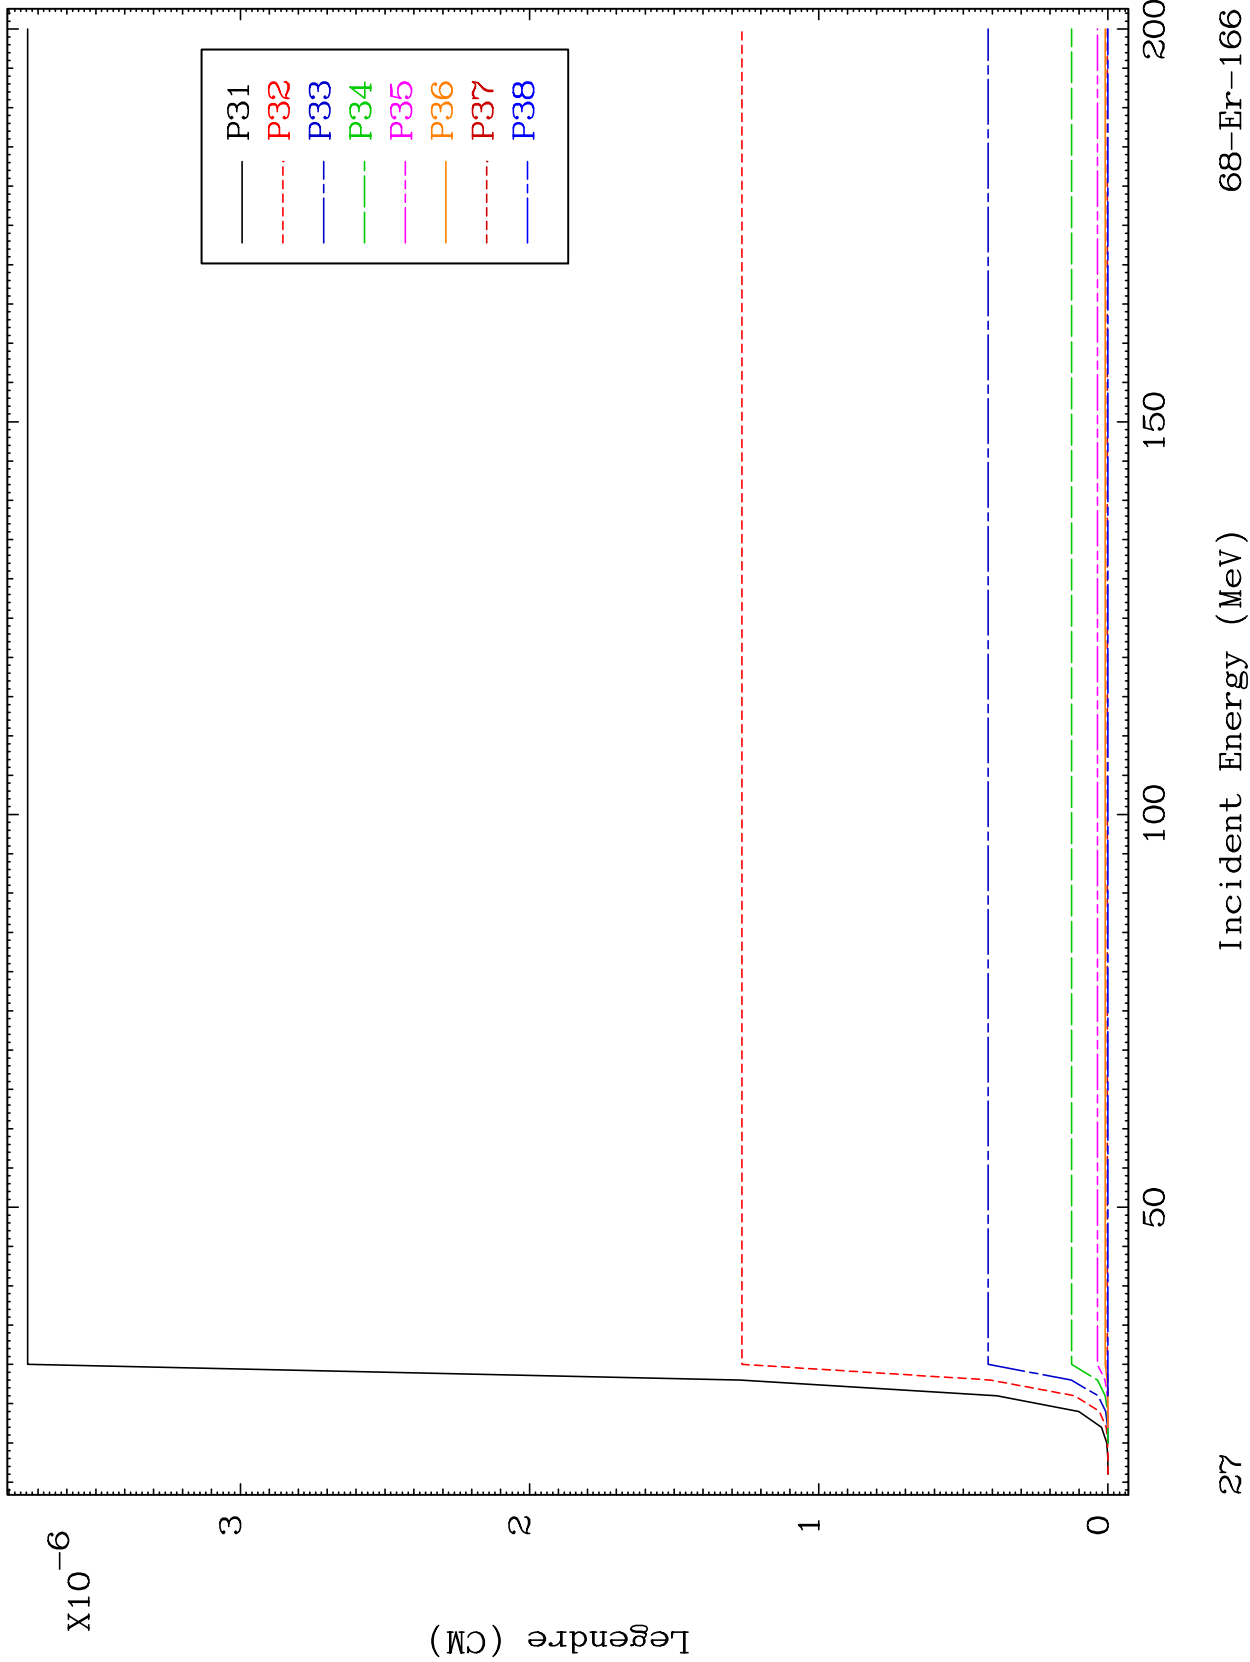 X10-6
3
2
1
0
Legendre (CM)
P31
P32
P33
P34
P35
P36
P37
P38
50
100
150
200
Incident Energy (MeV)
27
68-Er-166